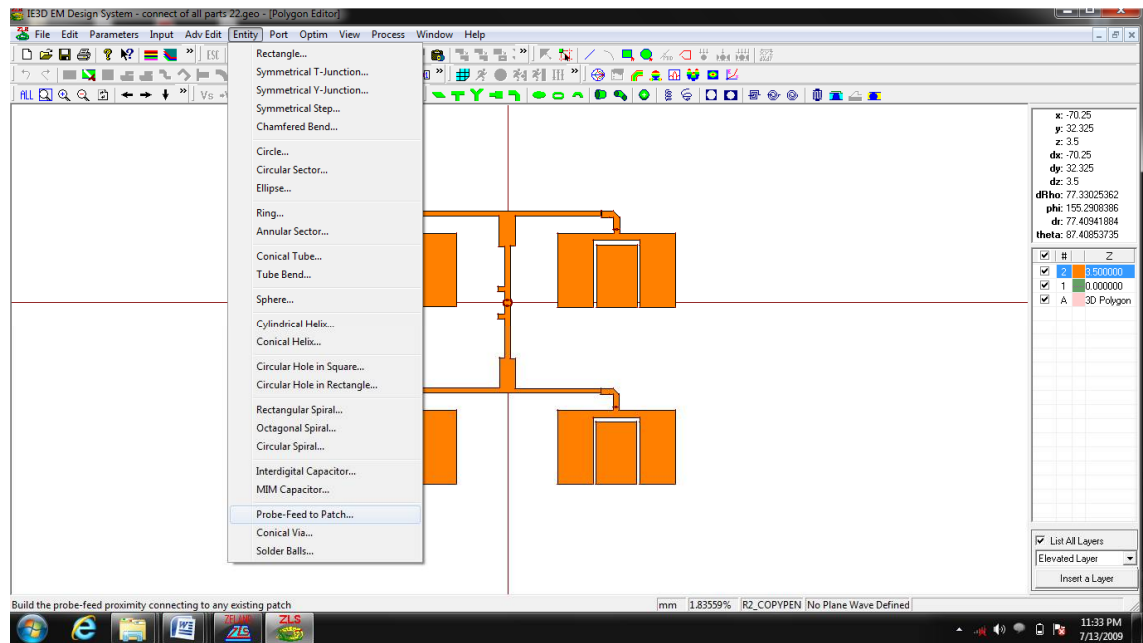 IE3D EM Design System - connect of all parts 22.geo - [Polygon Editor]
File Edit Parameters Input Adv Edit Entity Port Optim View Process Window Help
ESC
ALL
Vs
Rectangle...
Symmetrical T-Junction...
Symmetrical Y-Junction...
Symmetrical Step...
Chamfered Bend...
Circle...
Circular Sector...
Ellipse...
Ring...
Annular Sector...
Conical Tube...
Tube Bend...
Sphere...
Cylindrical Helix...
Conical Helix...
Circular Hole in Square...
Circular Hole in Rectangle...
Rectangular Spiral...
Octagonal Spiral...
Circular Spiral...
Interdigital Capacitor...
MIM Capacitor...
Probe-Feed to Patch...
Conical Via...
Solder Balls...
x: -70.25
y: 32.325
z: 3.5
dx: -70.25
dy: 32.325
dz: 3.5
dRho: 77.33025362
phi: 155.2908386
dr: 77.40941884
theta: 87.40853735
# Z
2 3.500000
1 0.000000
A 3D Polygon
List All Layers
Elevated Layer
Insert a Layer
Build the probe-feed proximity connecting to any existing patch
mm 1.83559% R2_COPYPEN No Plane Wave Defined
ZELAND
ZLS
11:33 PM
7/13/2009